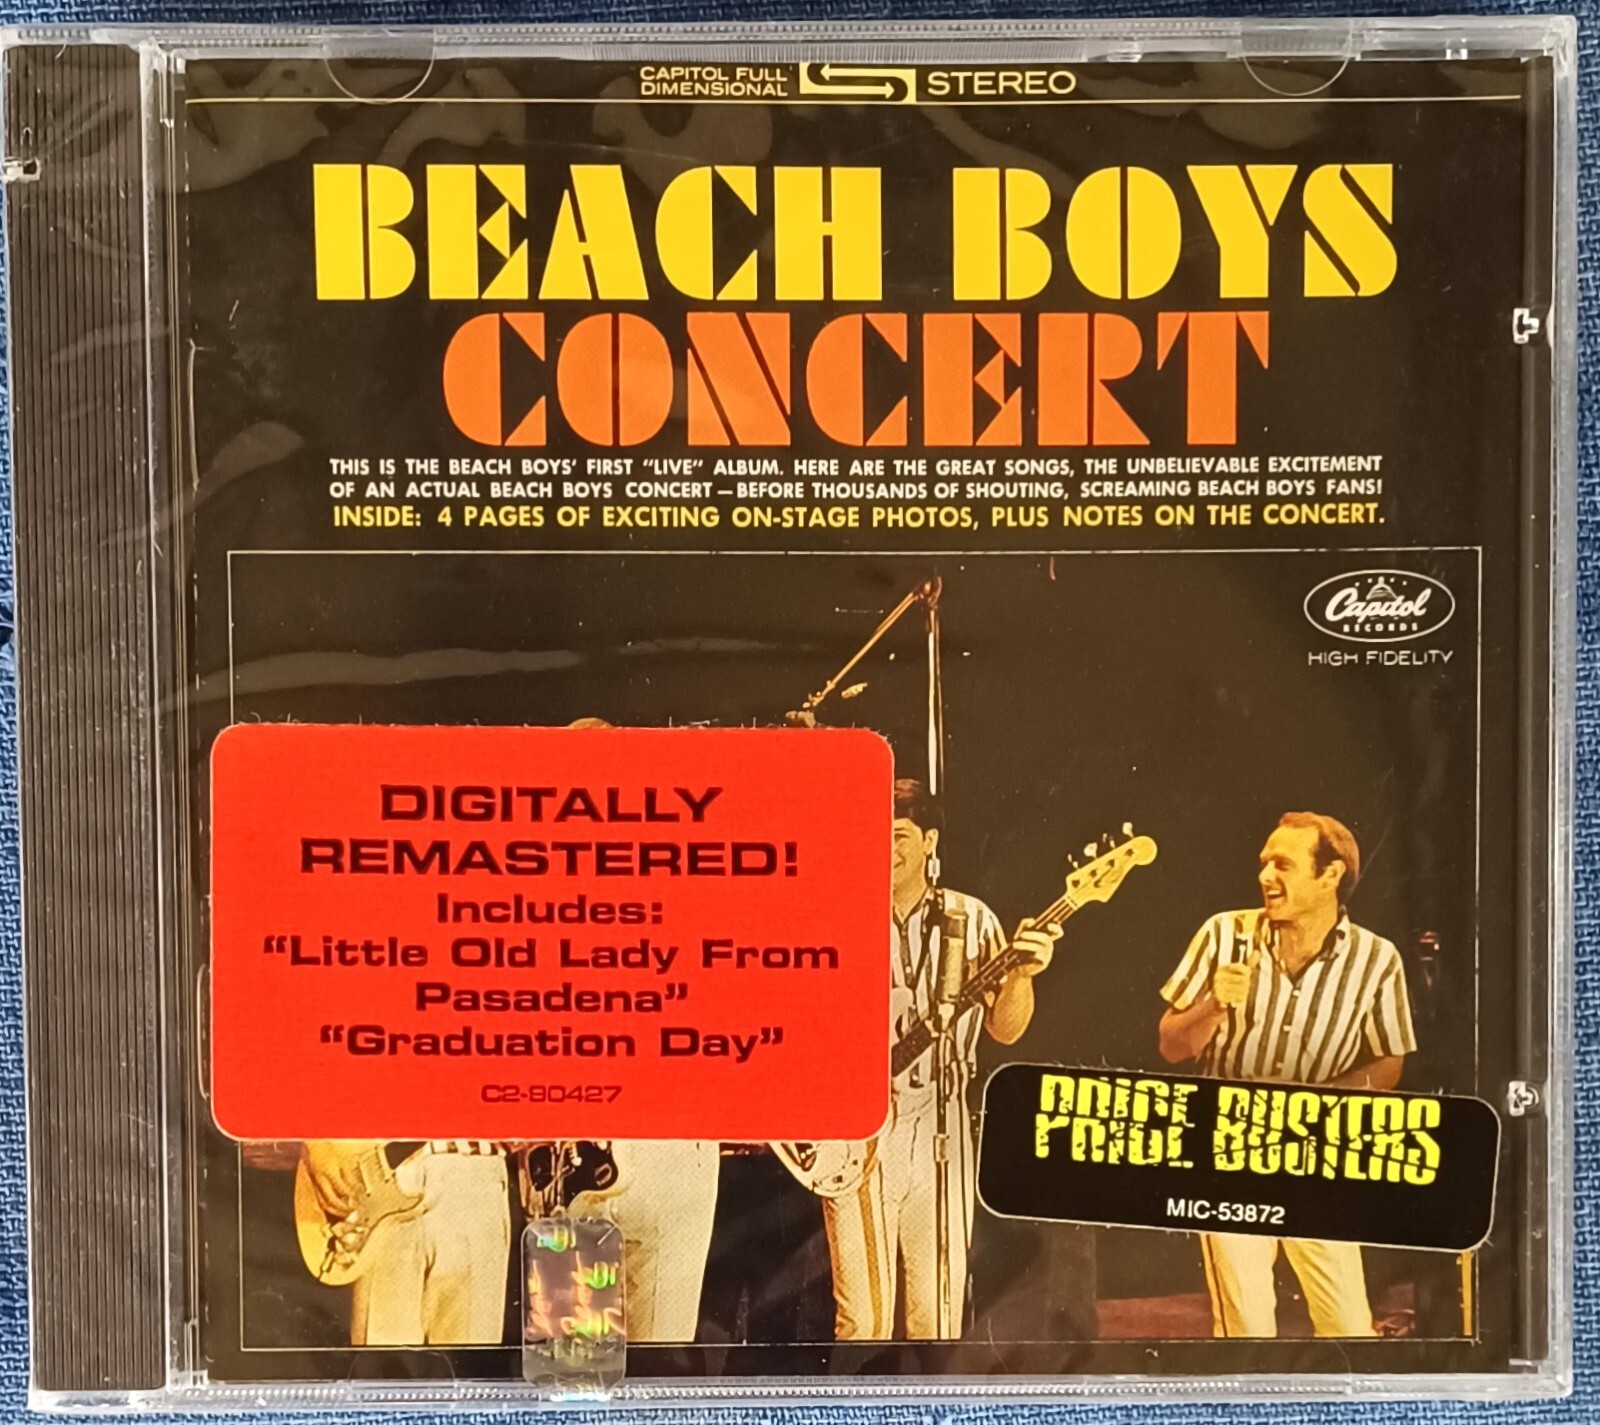 CAPITOL FULL
DIMENSIONAL
STEREO
BEACH BOYS
CONCERT
THIS IS THE BEACH BOYS' FIRST "LIVE" ALBUM. HERE ARE THE GREAT SONGS, THE UNBELIEVABLE EXCITEMENT
OF AN ACTUAL BEACH BOYS CONCERT—BEFORE THOUSANDS OF SHOUTING, SCREAMING BEACH BOYS FANS!
INSIDE: 4 PAGES OF EXCITING ON-STAGE PHOTOS, PLUS NOTES ON THE CONCERT.
Capitol
RECORDS
HIGH FIDELITY
DIGITALLY
REMASTERED!
Includes:
"Little Old Lady From
Pasadena"
"Graduation Day"
C2-90427
PRICE BUSTERS
MIC-53872